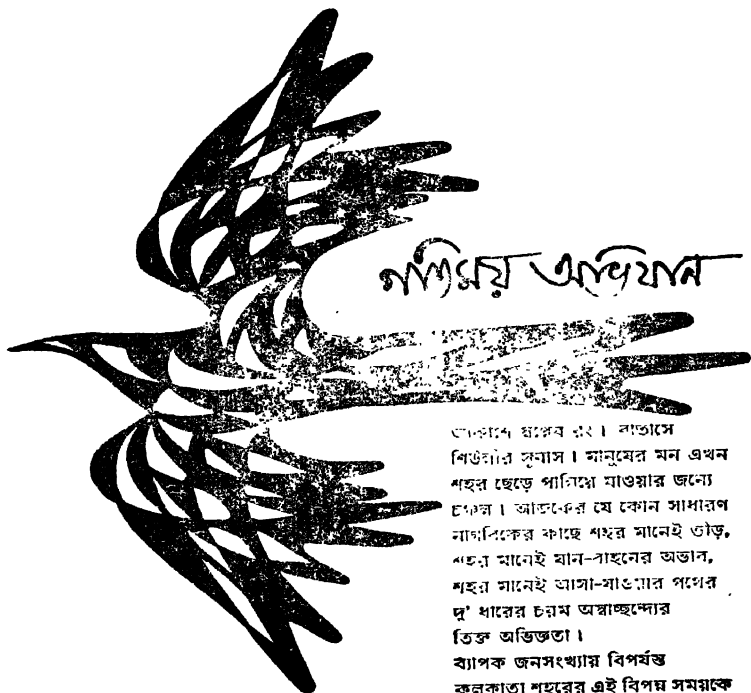 গতিময় অভিযান
আকাশে রং। বাতাসে
শিউলির সুবাস। মানুষের মন এখন
শহর ছেড়ে পালিয়ে যাওয়ার জন্যে
চঞ্চল। আজকের যে কোন সাধারণ
নাগরিকের কাছে শহর মানেই ভীড়,
শহর মানেই যান-বাহনের অভাব,
শহর মানেই আসা-যাওয়ার পথের
দু' ধারের চরম অস্বাচ্ছন্দ্যের
তিক্ত অভিজ্ঞতা।
ব্যাপক জনসংখ্যায় বিপর্যস্ত
কলকাতা শহরের এই বিপন্ন সময়কে